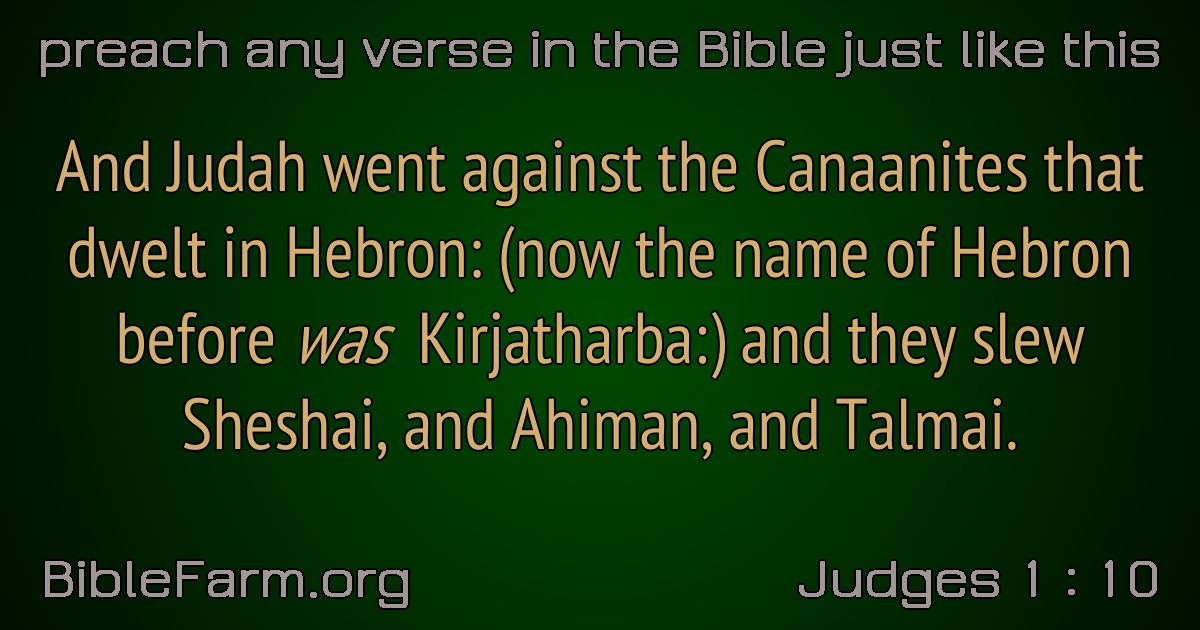 preach any verse in the Bible just like this
And Judah went against the Canaanites that
dwelt in Hebron: (now the name of Hebron
before was Kirjatharba:) and they slew
Sheshai, and Ahiman, and Talmai.
BibleFarm.org
Judges 1 : 10